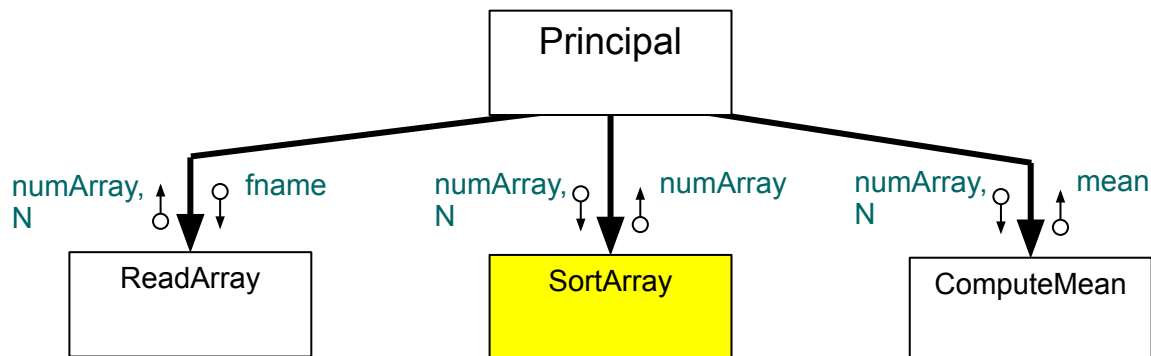 Principal
numArray,
N
fname
numArray,
N
numArray
numArray,
N
mean
ReadArray
SortArray
ComputeMean